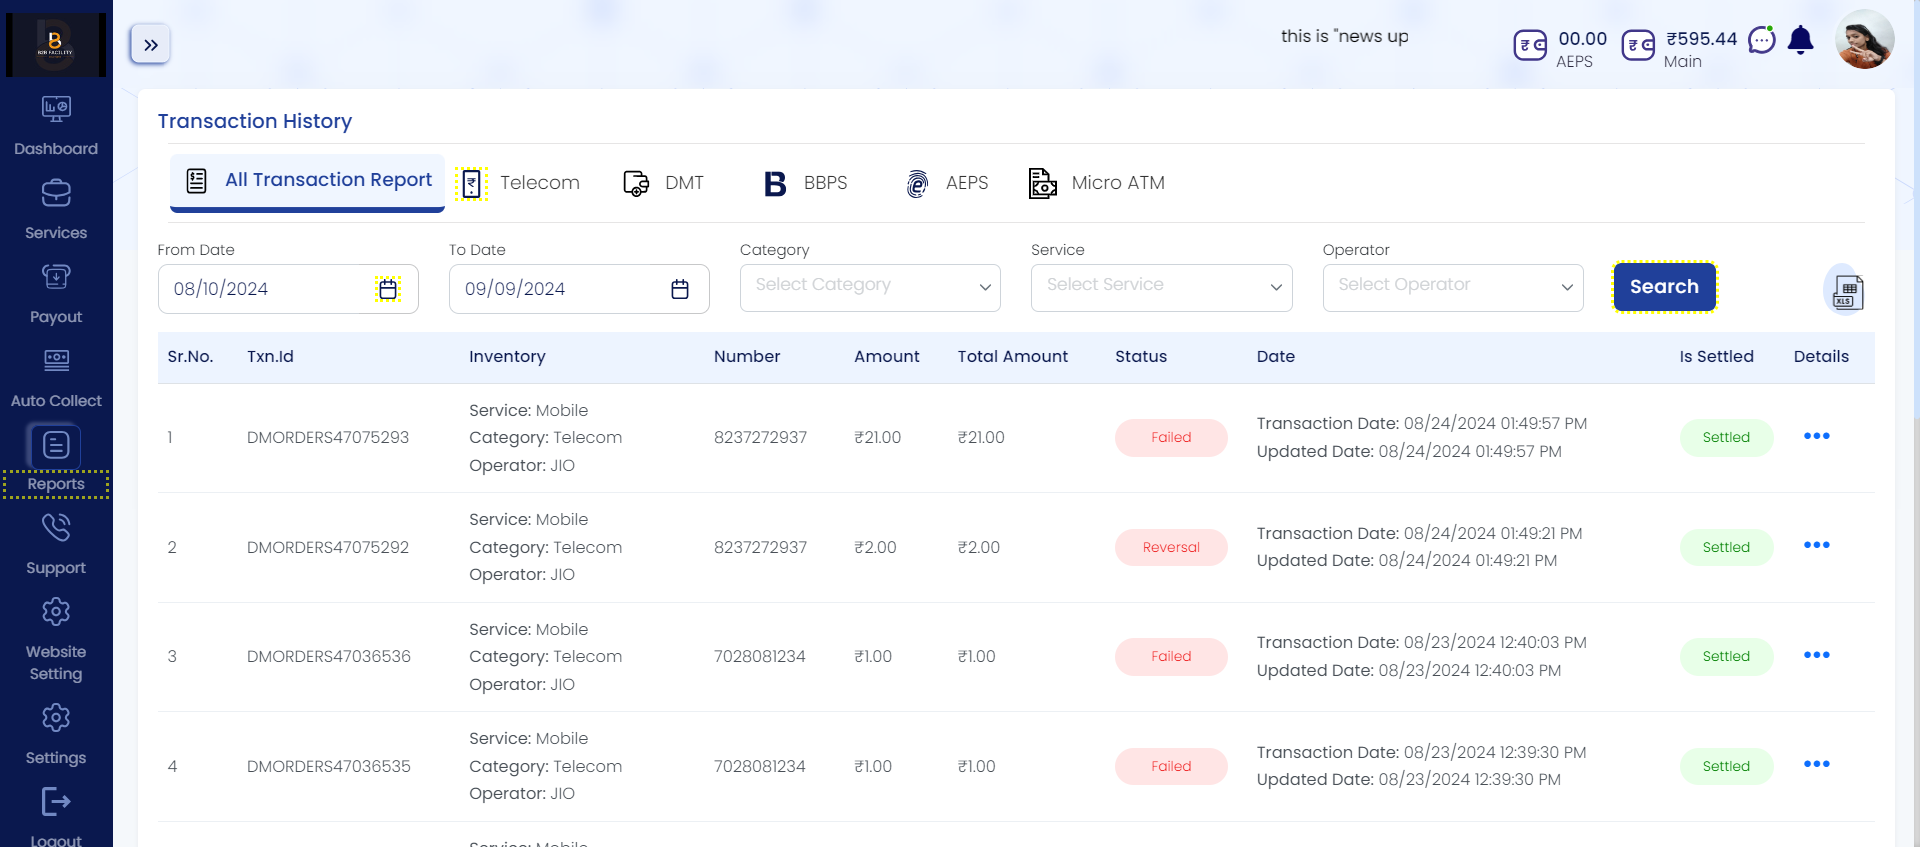 B2B FACILITY
this is "news up
00.00
AEPS
₹595.44
Main
Dashboard
Services
Payout
Auto Collect
Reports
Support
Website
Setting
Settings
Logout
Transaction History
All Transaction Report
Telecom
DMT
BBPS
AEPS
Micro ATM
From Date
To Date
Category
Service
Operator
08/10/2024
09/09/2024
Select Category
Select Service
Select Operator
Search
XLS
Sr.No. Txn.Id Inventory Number Amount Total Amount Status Date Is Settled Details
1 DMORDERS47075293
Service: Mobile
Category: Telecom
Operator: JIO
8237272937 ₹21.00 ₹21.00 Failed
Transaction Date: 08/24/2024 01:49:57 PM
Updated Date: 08/24/2024 01:49:57 PM
Settled
2 DMORDERS47075292
Service: Mobile
Category: Telecom
Operator: JIO
8237272937 ₹2.00 ₹2.00 Reversal
Transaction Date: 08/24/2024 01:49:21 PM
Updated Date: 08/24/2024 01:49:21 PM
Settled
3 DMORDERS47036536
Service: Mobile
Category: Telecom
Operator: JIO
7028081234 ₹1.00 ₹1.00 Failed
Transaction Date: 08/23/2024 12:40:03 PM
Updated Date: 08/23/2024 12:40:03 PM
Settled
4 DMORDERS47036535
Service: Mobile
Category: Telecom
Operator: JIO
7028081234 ₹1.00 ₹1.00 Failed
Transaction Date: 08/23/2024 12:39:30 PM
Updated Date: 08/23/2024 12:39:30 PM
Settled
Service: Mobile